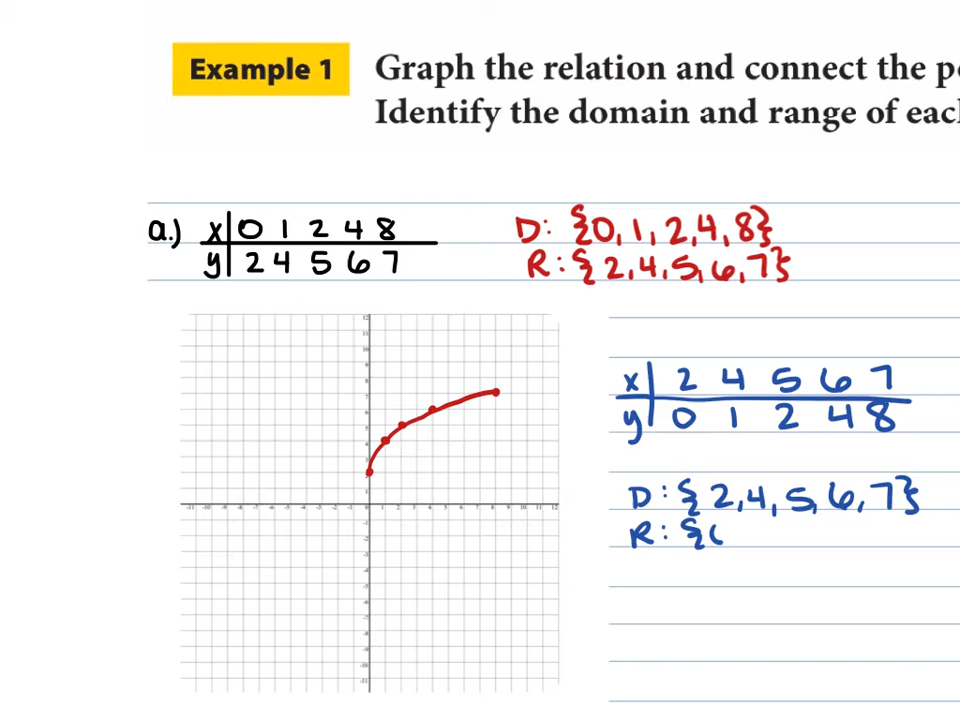 Example 1 Graph the relation and connect the p
Identify the domain and range of each
a.) x 0 1 2 4 8
y 2 4 5 6 7
D: {0, 1, 2, 4, 8}
R: {2, 4, 5, 6, 7}
x 2 4 5 6 7
y 0 1 2 4 8
D: {2, 4, 5, 6, 7}
R: {(